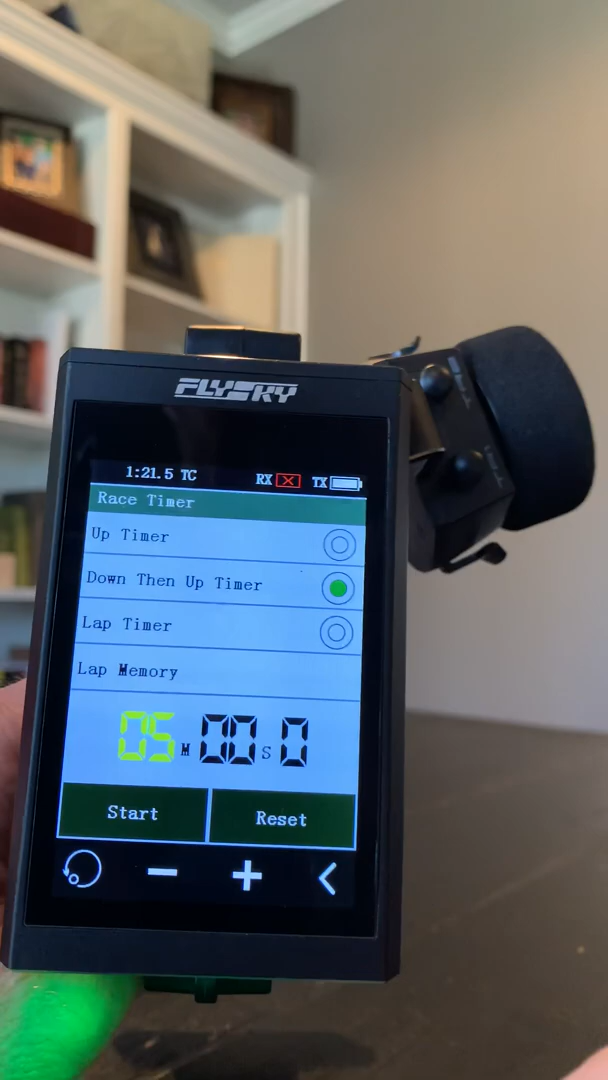 FLYSKY
1:21.5 TC RX TX
Race Timer
Up Timer
Down Then Up Timer
Lap Timer
Lap Memory
05 M 00 S 0
Start Reset